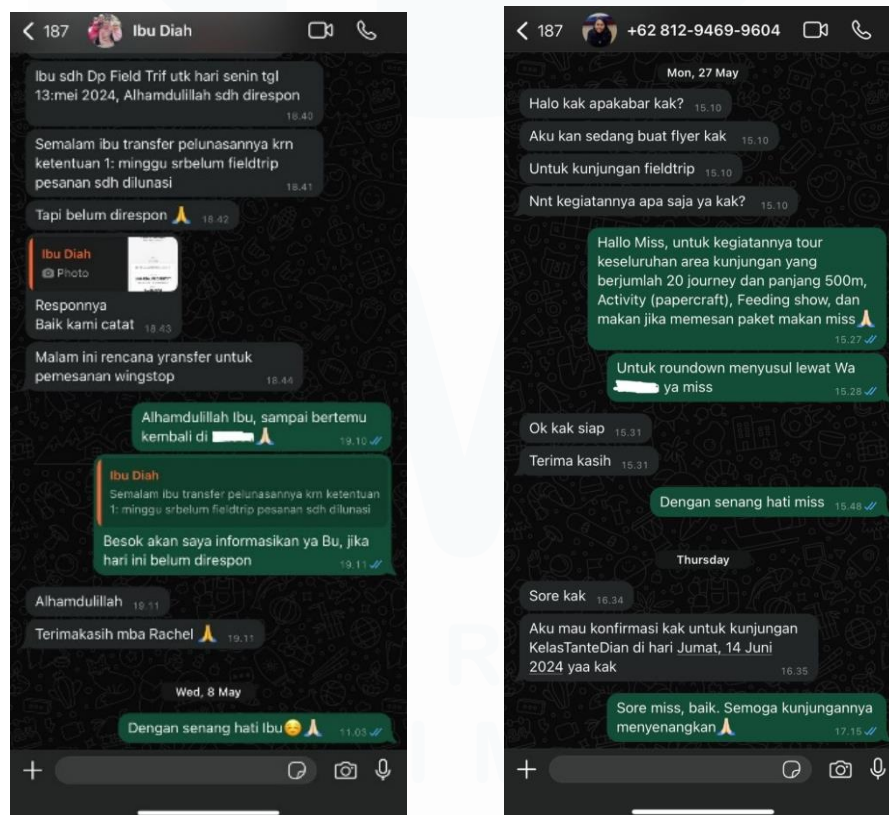 187 Ibu Diah
Ibu sdh Dp Field Trif utk hari senin tgl
13:mei 2024, Alhamdulillah sdh direspon
18.40
Semalam ibu transfer pelunasannya krn
ketentuan 1: minggu srbelum fieldtrip
pesanan sdh dilunasi
18.41
Tapi belum direspon 🙏 18.42
Ibu Diah
Photo
Responnya
Baik kami catat 18.43
Malam ini rencana yransfer untuk
pemesanan wingstop
18.44
Alhamdulillah Ibu, sampai bertemu
kembali di 🙏🏻 19.10
Ibu Diah
Semalam ibu transfer pelunasannya krn ketentuan
1: minggu srbelum fieldtrip pesanan sdh dilunasi
Besok akan saya informasikan ya Bu, jika
hari ini belum direspon
19.11
Alhamdulillah 19.11
Terimakasih mba Rachel 🙏 19.11
Wed, 8 May
Dengan senang hati Ibu☺️🙏🏻 11.03
187 +62 812-9469-9604
Mon, 27 May
Halo kak apakabar kak? 15.10
Aku kan sedang buat flyer kak 15.10
Untuk kunjungan fieldtrip 15.10
Nnt kegiatannya apa saja ya kak? 15.10
Hallo Miss, untuk kegiatannya tour
keseluruhan area kunjungan yang
berjumlah 20 journey dan panjang 500m,
Activity (papercraft), Feeding show, dan
makan jika memesan paket makan miss🙏🏻
15.27
Untuk roundown menyusul lewat Wa
ya miss 15.28
Ok kak siap 15.31
Terima kasih 15.31
Dengan senang hati miss 15.48
Thursday
Sore kak 16.34
Aku mau konfirmasi kak untuk kunjungan
KelasTanteDian di hari Jumat, 14 Juni
2024 yaa kak
16.35
Sore miss, baik. Semoga kunjungannya
menyenangkan🙏🏻 17.15